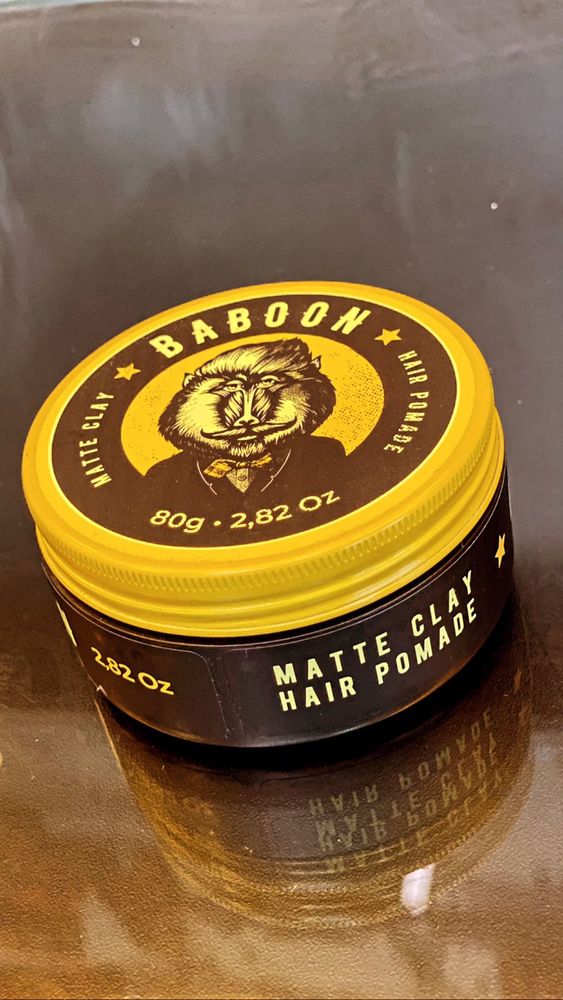 BABOON
MATTE CLAY
HAIR POMADE
80g • 2,82 Oz
2,82 Oz
MATTE CLAY
HAIR POMADE